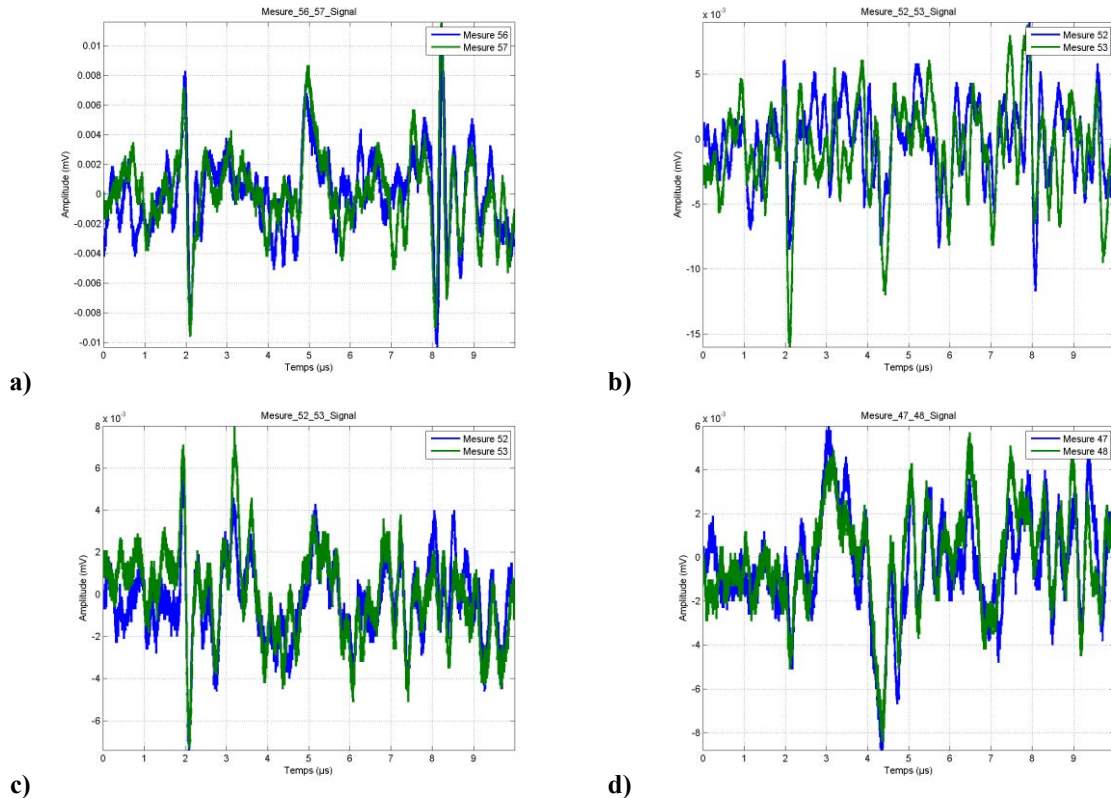 Mesure_56_57_Signal
Mesure 56
Mesure 57
0.01
0.008
0.006
0.004
0.002
0
-0.002
-0.004
-0.006
-0.008
-0.01
Amplitude (mV)
0 1 2 3 4 5 6 7 8 9
Temps (µs)
a)
x 10⁻³
Mesure_52_53_Signal
Mesure 52
Mesure 53
5
0
-5
-10
-15
Amplitude (mV)
0 1 2 3 4 5 6 7 8 9
Temps (µs)
b)
x 10⁻³
Mesure_52_53_Signal
Mesure 52
Mesure 53
8
6
4
2
0
-2
-4
-6
Amplitude (mV)
0 1 2 3 4 5 6 7 8 9
Temps (µs)
c)
x 10⁻³
Mesure_47_48_Signal
Mesure 47
Mesure 48
6
4
2
0
-2
-4
-6
-8
Amplitude (mV)
0 1 2 3 4 5 6 7 8 9
Temps (µs)
d)